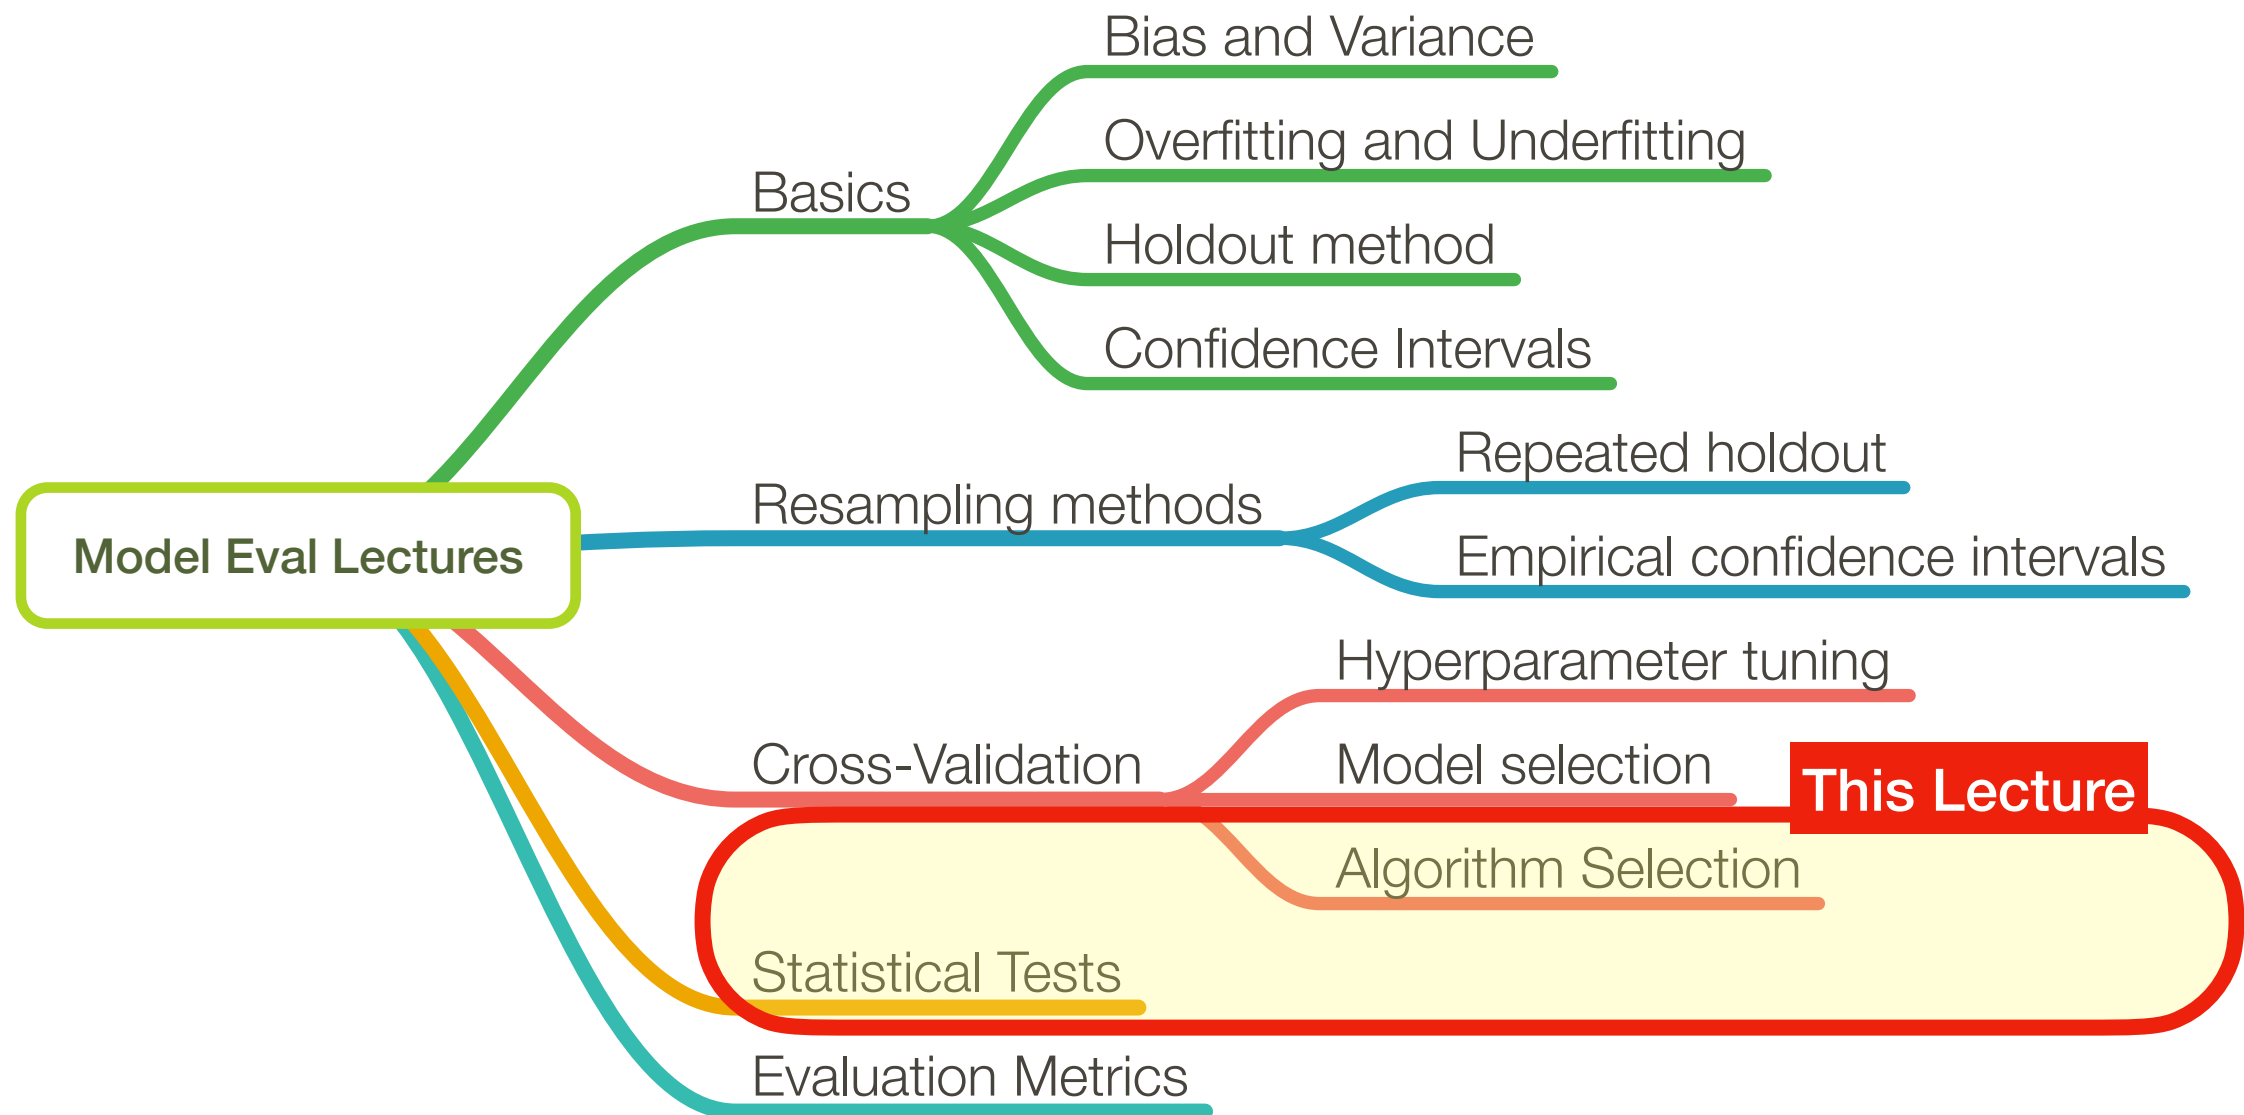 Bias and Variance
Overfitting and Underfitting
Basics
Holdout method
Confidence Intervals
Repeated holdout
Resampling methods
Model Eval Lectures
Empirical confidence intervals
Hyperparameter tuning
Cross-Validation
Model selection
This Lecture
Algorithm Selection
Statistical Tests
Evaluation Metrics